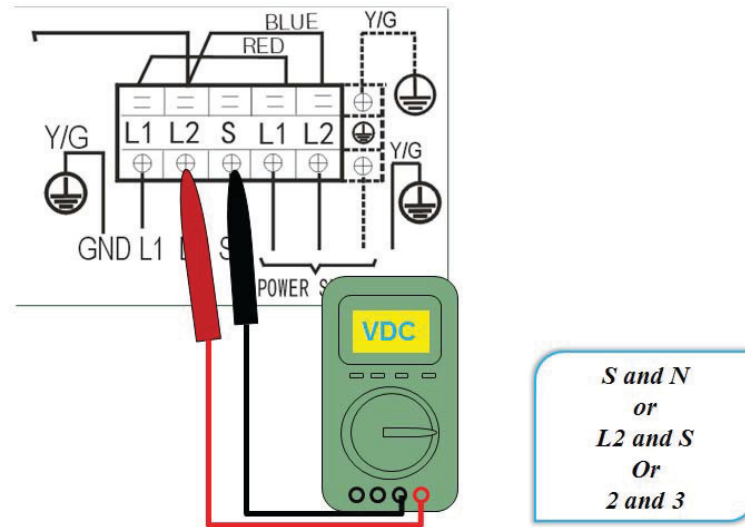 BLUE
Y/G
RED
L1 L2 S L1 L2
Y/G
Y/G
GND L1
S
POWER S
VDC
S and N
or
L2 and S
Or
2 and 3